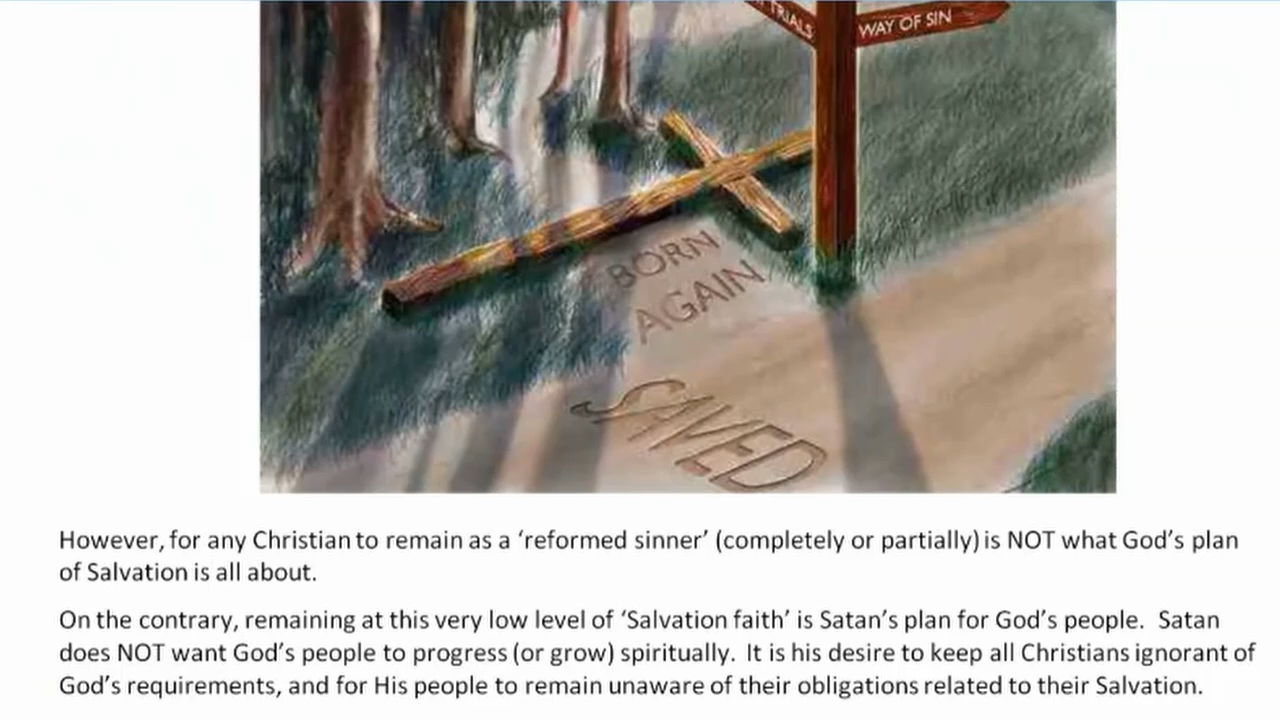 TRIALS
WAY OF SIN
BORN
AGAIN
SAVED
However, for any Christian to remain as a ‘reformed sinner’ (completely or partially) is NOT what God’s plan
of Salvation is all about.
On the contrary, remaining at this very low level of ‘Salvation faith’ is Satan’s plan for God’s people.  Satan
does NOT want God’s people to progress (or grow) spiritually.  It is his desire to keep all Christians ignorant of
God’s requirements, and for His people to remain unaware of their obligations related to their Salvation.